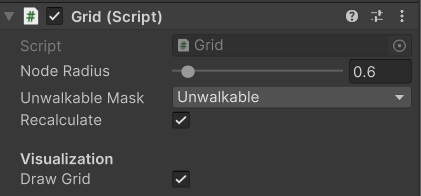 Grid (Script)
Script Grid
Node Radius 0.6
Unwalkable Mask Unwalkable
Recalculate
Visualization
Draw Grid